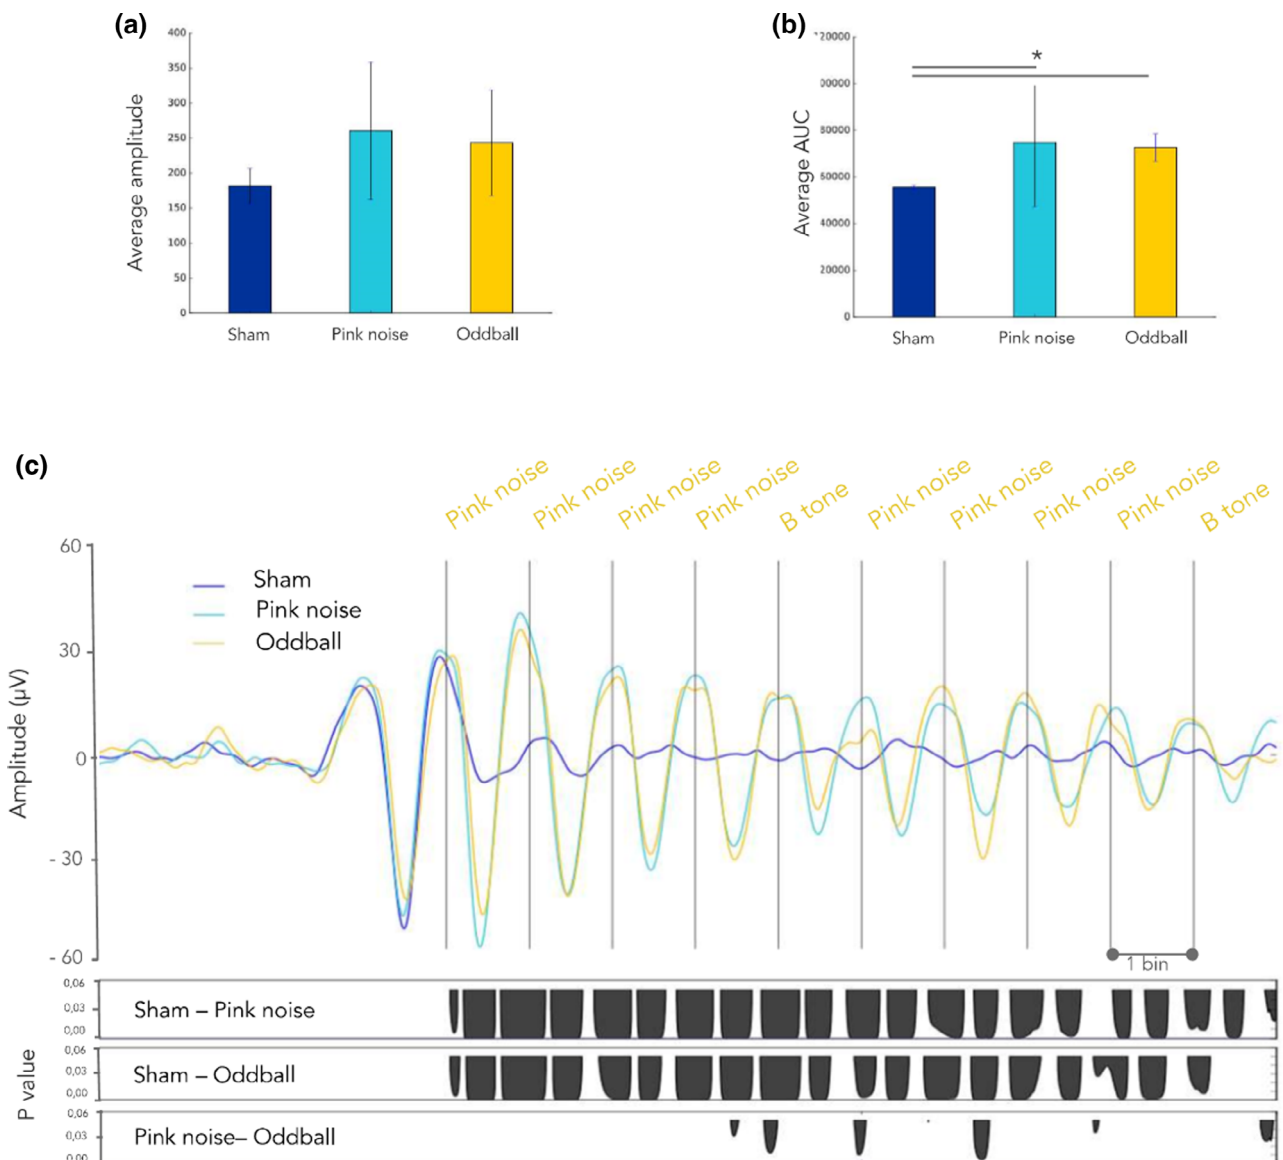 (a)
Average amplitude
400
350
300
250
200
150
100
50
0
Sham Pink noise Oddball
(b)
Average AUC
20000
00000
80000
60000
40000
20000
0
*
Sham Pink noise Oddball
(c)
Pink noise Pink noise Pink noise Pink noise B tone Pink noise Pink noise Pink noise Pink noise B tone
Amplitude (µV)
60
30
0
- 30
- 60
Sham
Pink noise
Oddball
1 bin
P value
0,06
0,03
0,00
Sham – Pink noise
0,06
0,03
0,00
Sham – Oddball
0,06
0,03
0,00
Pink noise– Oddball